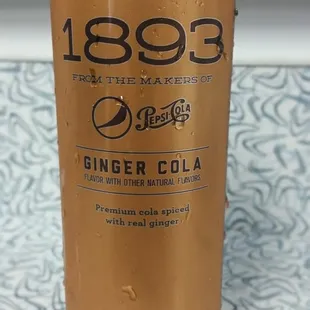 1893
FROM THE MAKERS OF
PEPSI-COLA
GINGER COLA
FLAVOR WITH OTHER NATURAL FLAVORS
Premium cola spiced
with real ginger